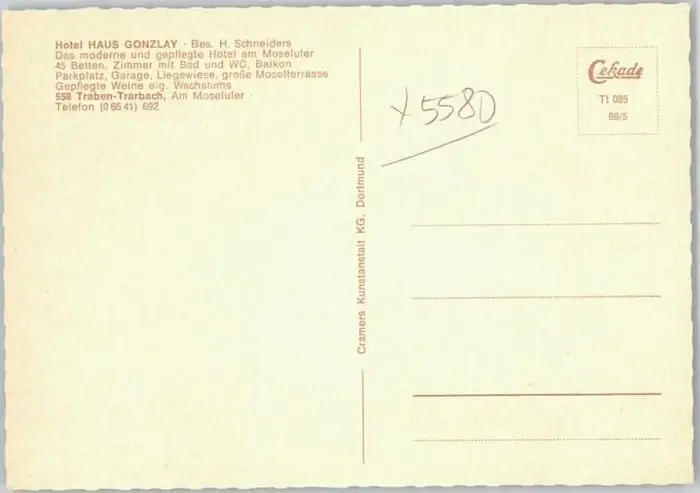 Hotel HAUS GONZLAY · Bes. H. Schneiders
Das moderne und gepflegte Hotel am Moselufer
45 Betten, Zimmer mit Bad und WC, Balkon
Parkplatz, Garage, Liegewiese, große Moselterrasse
Gepflegte Weine eig. Wachstums
558 Traben-Trarbach, Am Moselufer ·
Telefon (0 65 41) 692
Cramers Kunstanstalt KG, Dortmund
x 5580
Cekade
Tt 085
69/5